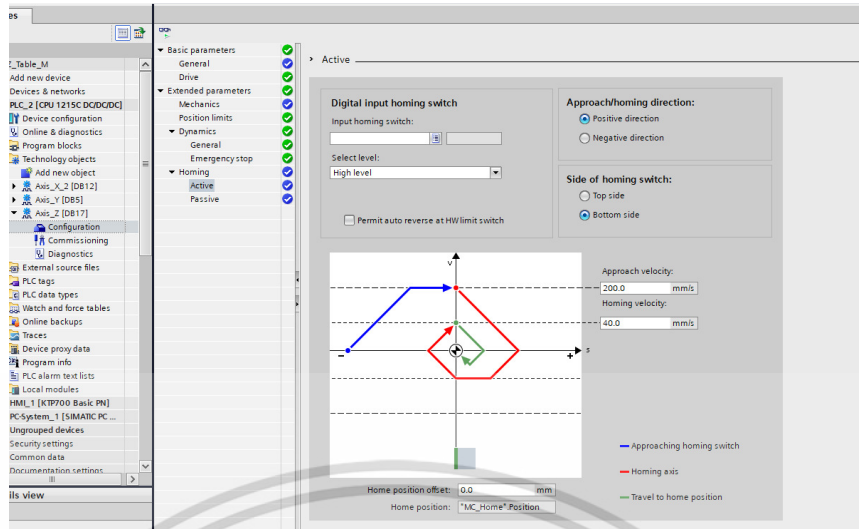 es
Z_Table_M
Add new device
Devices & networks
PLC_2 [CPU 1215C DC/DC/DC]
Device configuration
Online & diagnostics
Program blocks
Technology objects
Add new object
Axis_X_2 [DB12]
Axis_Y [DB5]
Axis_Z [DB17]
Configuration
Commissioning
Diagnostics
External source files
PLC tags
PLC data types
Watch and force tables
Online backups
Traces
Device proxy data
Program info
PLC alarm text lists
Local modules
HMI_1 [KTP700 Basic PN]
PC-System_1 [SIMATIC PC ...
Ungrouped devices
Security settings
Common data
Documentation settings
ils view
Basic parameters
General
Drive
Extended parameters
Mechanics
Position limits
Dynamics
General
Emergency stop
Homing
Active
Passive
Active
Digital input homing switch
Input homing switch:
Select level:
High level
Permit auto reverse at HW limit switch
Approach/homing direction:
Positive direction
Negative direction
Side of homing switch:
Top side
Bottom side
v
s
−
+
Approach velocity:
200.0 mm/s
Homing velocity:
40.0 mm/s
Approaching homing switch
Homing axis
Travel to home position
Home position offset: 0.0 mm
Home position: "MC_Home".Position